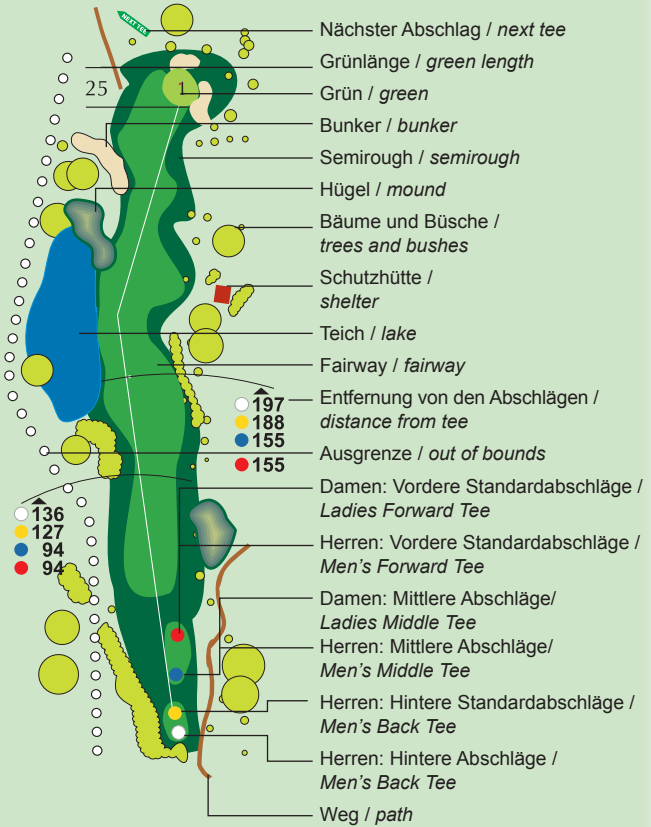 NEXT TEE
Nächster Abschlag / next tee
Grünlänge / green length
25
1
Grün / green
Bunker / bunker
Semirough / semirough
Hügel / mound
Bäume und Büsche /
trees and bushes
Schutzhütte /
shelter
Teich / lake
Fairway / fairway
197
188
155
155
Entfernung von den Abschlägen /
distance from tee
Ausgrenze / out of bounds
136
127
94
94
Damen: Vordere Standardabschläge /
Ladies Forward Tee
Herren: Vordere Standardabschläge /
Men's Forward Tee
Damen: Mittlere Abschläge/
Ladies Middle Tee
Herren: Mittlere Abschläge/
Men's Middle Tee
Herren: Hintere Standardabschläge /
Men's Back Tee
Herren: Hintere Abschläge /
Men's Back Tee
Weg / path